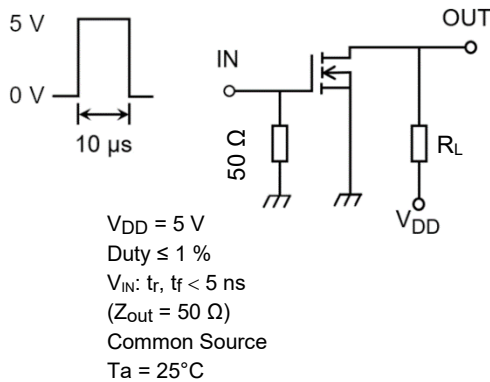 5 V
0 V
10 μs
IN
OUT
50 Ω
RL
VDD
VDD = 5 V
Duty ≤ 1 %
VIN: tr, tf < 5 ns
(Zout = 50 Ω)
Common Source
Ta = 25°C